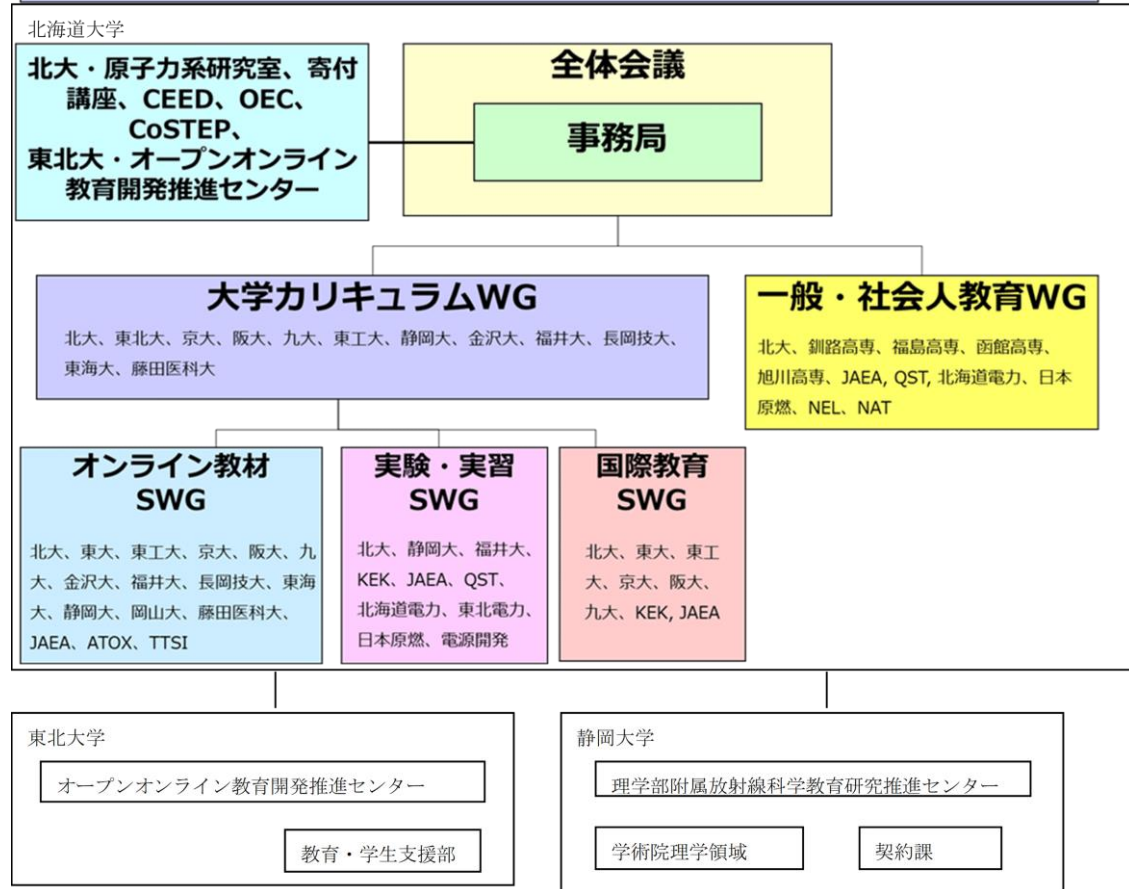 北海道大学
北大・原子力系研究室、寄付
講座、CEED、OEC、
CoSTEP、
東北大・オープンオンライン
教育開発推進センター
全体会議
事務局
大学カリキュラムWG
北大、東北大、京大、阪大、九大、東工大、静岡大、金沢大、福井大、長岡技大、
東海大、藤田医科大
一般・社会人教育WG
北大、釧路高専、福島高専、函館高専、
旭川高専、JAEA, QST, 北海道電力、日本
原燃、NEL、NAT
オンライン教材
SWG
北大、東大、東工大、京大、阪大、九
大、金沢大、福井大、長岡技大、東海
大、静岡大、岡山大、藤田医科大、
JAEA、ATOX、TTSI
実験・実習
SWG
北大、静岡大、福井大、
KEK、JAEA、QST、
北海道電力、東北電力、
日本原燃、電源開発
国際教育
SWG
北大、東大、東工
大、京大、阪大、
九大、KEK, JAEA
東北大学
オープンオンライン教育開発推進センター
教育・学生支援部
静岡大学
理学部附属放射線科学教育研究推進センター
学術院理学領域
契約課